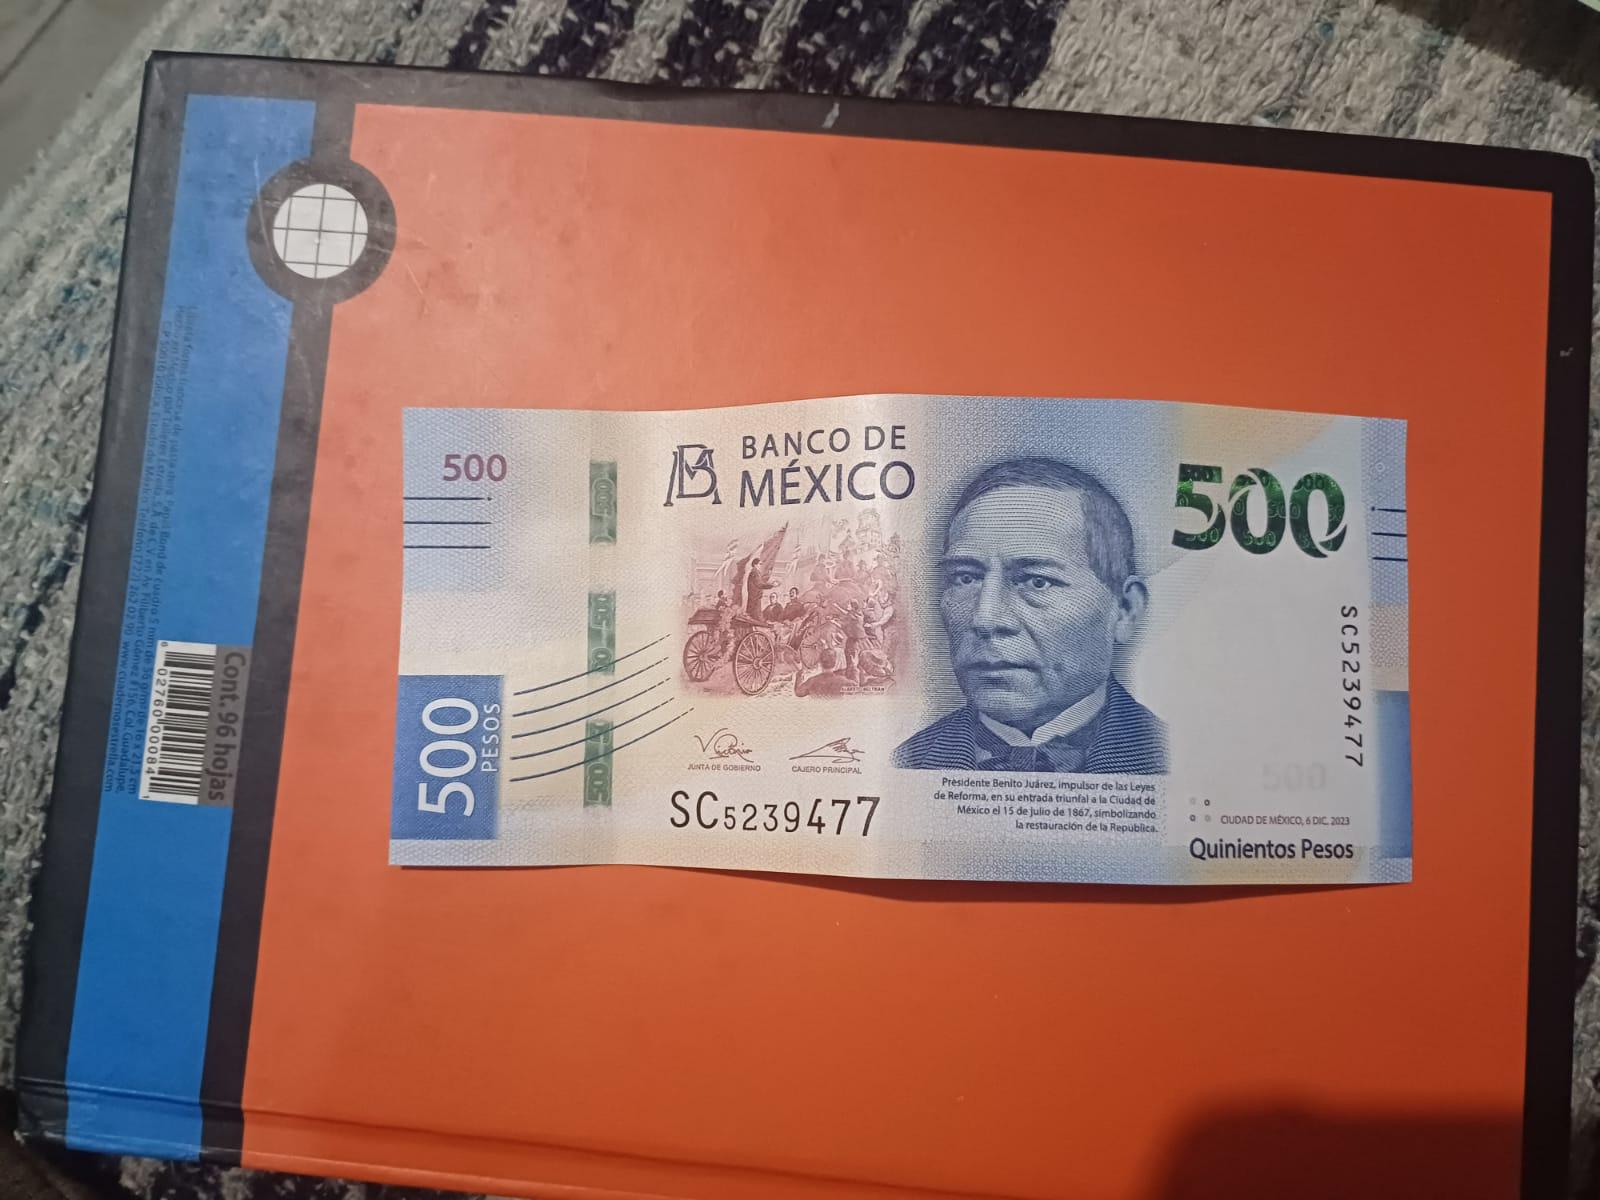 500
BM
BANCO DE
MÉXICO
500
500
PESOS
JUNTA DE GOBIERNO
CAJERO PRINCIPAL
SC5239477
SC5239477
Presidente Benito Juárez, impulsor de las Leyes
de Reforma, en su entrada triunfal a la Ciudad de
México el 15 de julio de 1867, simbolizando
la restauración de la República.
500
CIUDAD DE MÉXICO, 6 DIC. 2023
Quinientos Pesos
Cont. 96 hojas